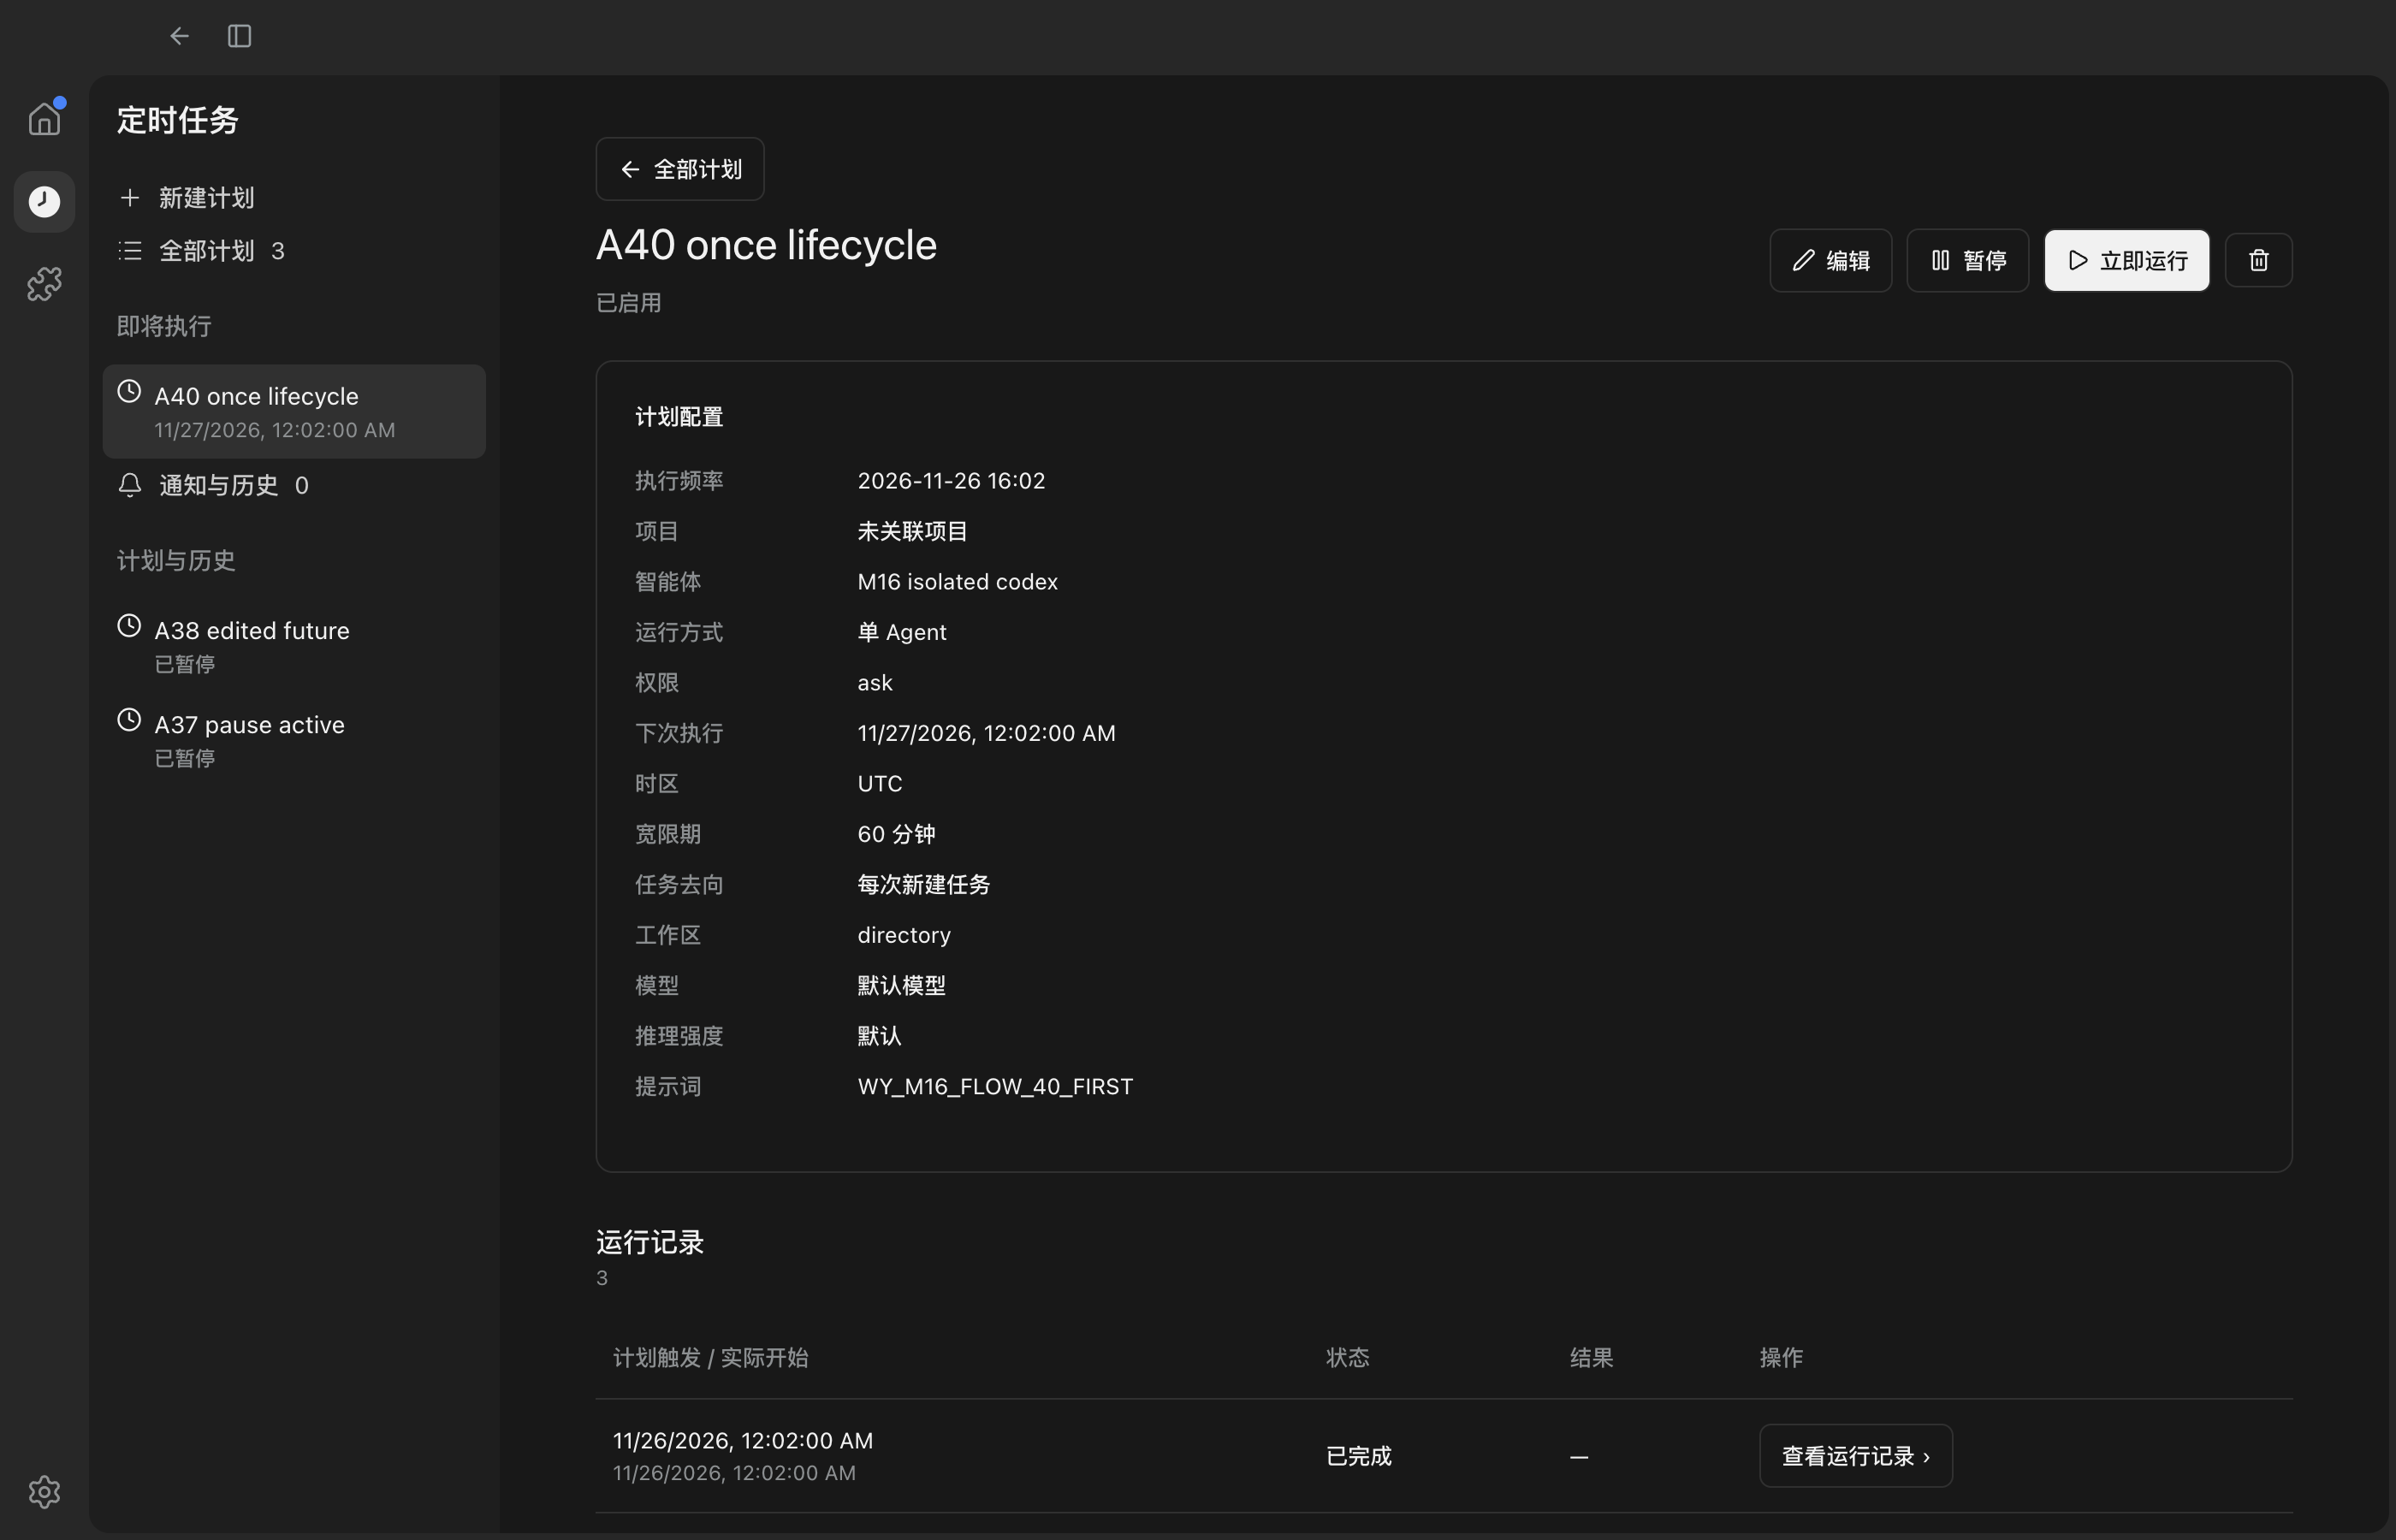 定时任务
新建计划
全部计划 3
即将执行
A40 once lifecycle
11/27/2026, 12:02:00 AM
通知与历史 0
计划与历史
A38 edited future
已暂停
A37 pause active
已暂停
全部计划
A40 once lifecycle
已启用
编辑
暂停
立即运行
计划配置
执行频率 2026-11-26 16:02
项目 未关联项目
智能体 M16 isolated codex
运行方式 单 Agent
权限 ask
下次执行 11/27/2026, 12:02:00 AM
时区 UTC
宽限期 60 分钟
任务去向 每次新建任务
工作区 directory
模型 默认模型
推理强度 默认
提示词 WY_M16_FLOW_40_FIRST
运行记录
3
计划触发 / 实际开始 状态 结果 操作
11/26/2026, 12:02:00 AM
11/26/2026, 12:02:00 AM
已完成 — 查看运行记录 ›